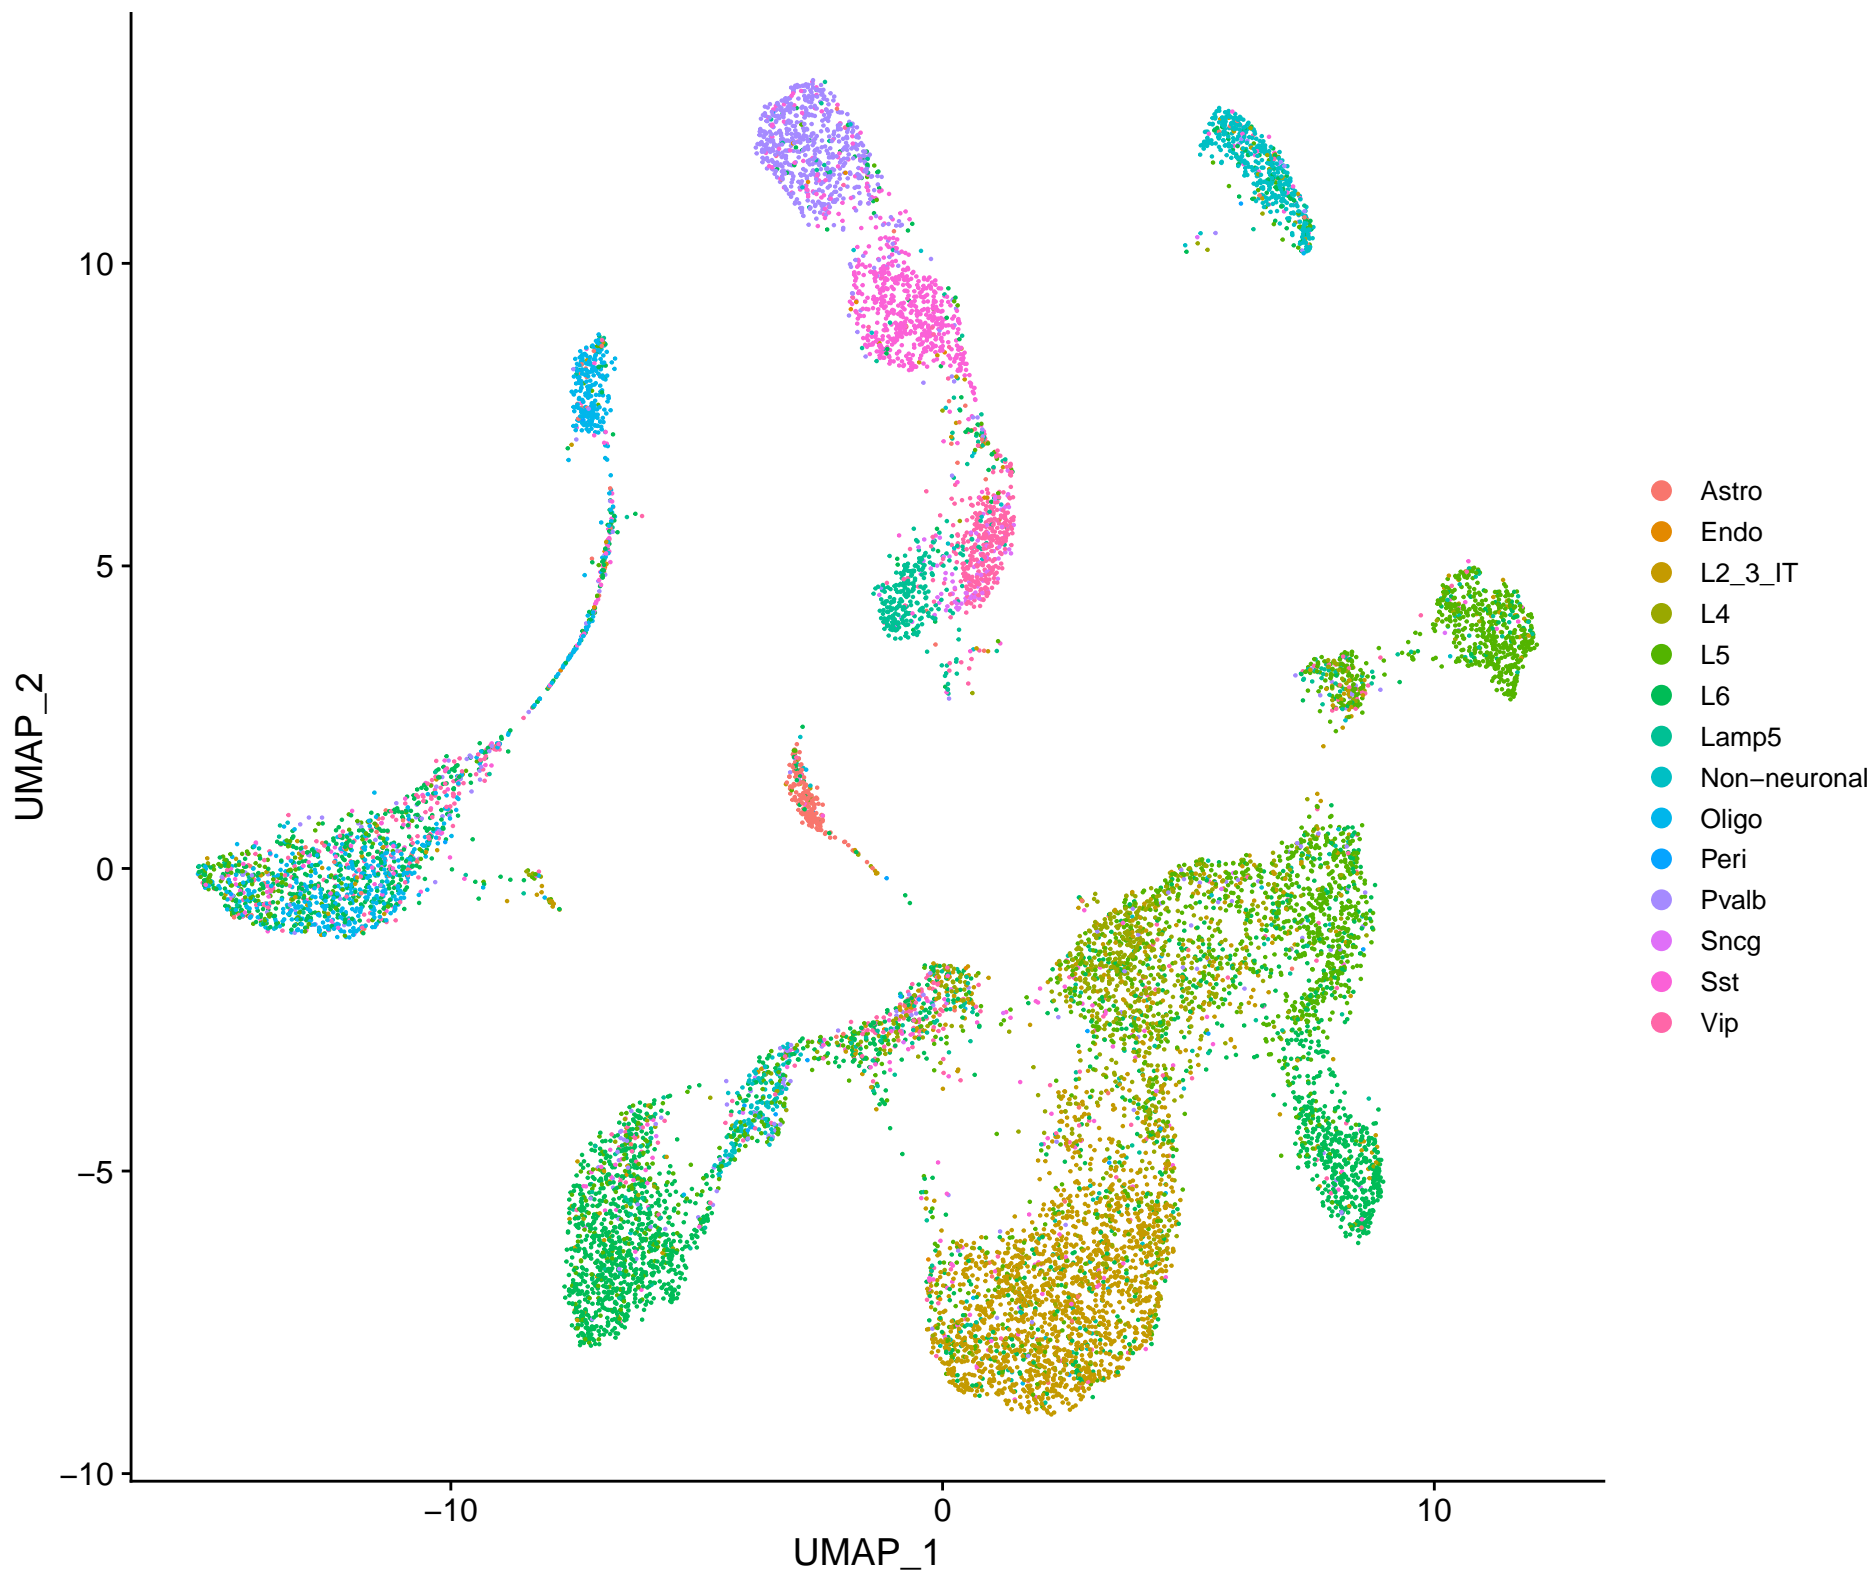 UMAP_2
10
5
0
−5
−10
−10
0
10
UMAP_1
Astro
Endo
L2_3_IT
L4
L5
L6
Lamp5
Non−neuronal
Oligo
Peri
Pvalb
Sncg
Sst
Vip